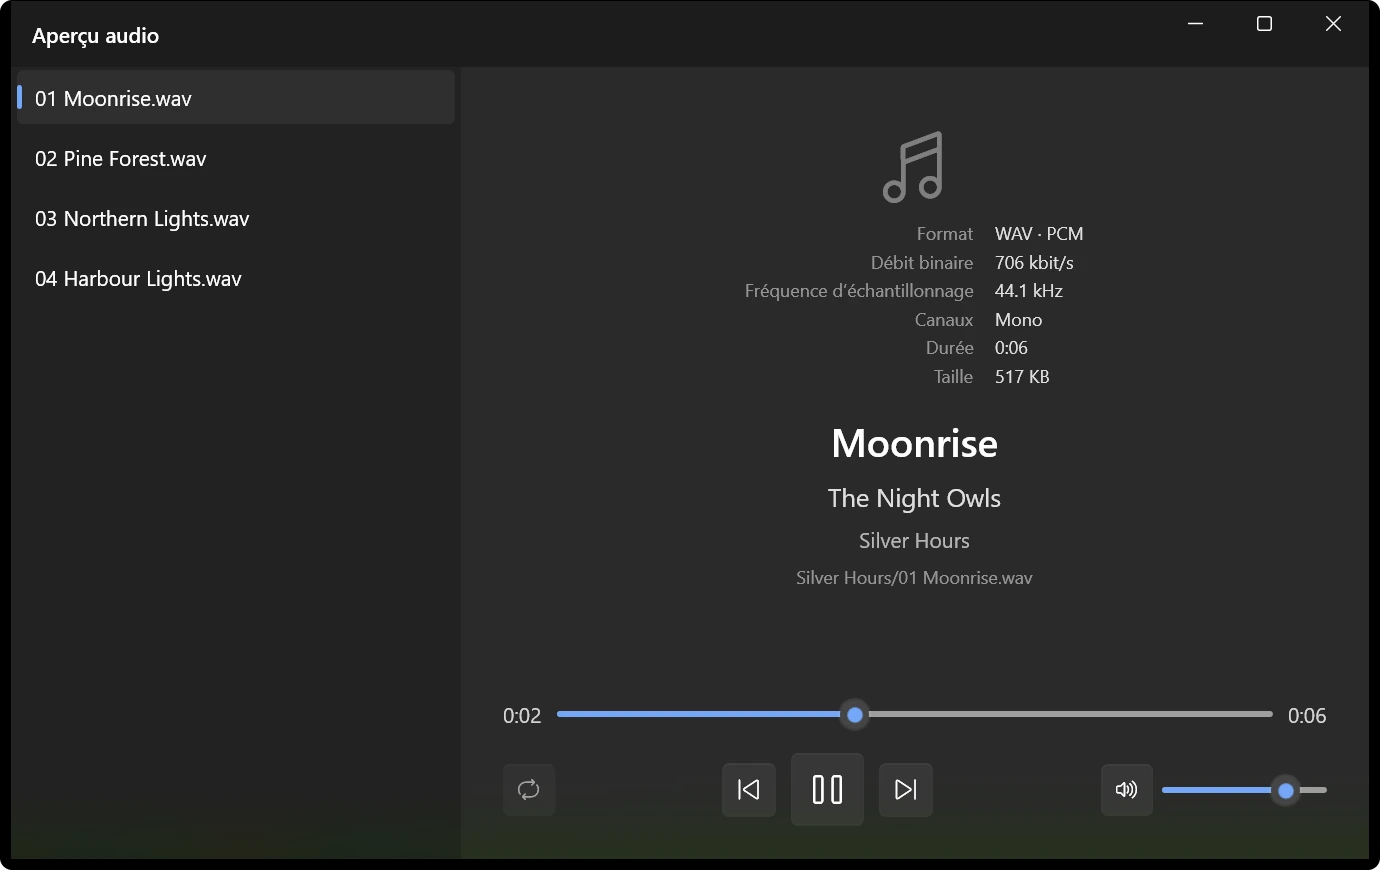 Aperçu audio
01 Moonrise.wav
02 Pine Forest.wav
03 Northern Lights.wav
04 Harbour Lights.wav
Format WAV · PCM
Débit binaire 706 kbit/s
Fréquence d’échantillonnage 44.1 kHz
Canaux Mono
Durée 0:06
Taille 517 KB
Moonrise
The Night Owls
Silver Hours
Silver Hours/01 Moonrise.wav
0:02 0:06